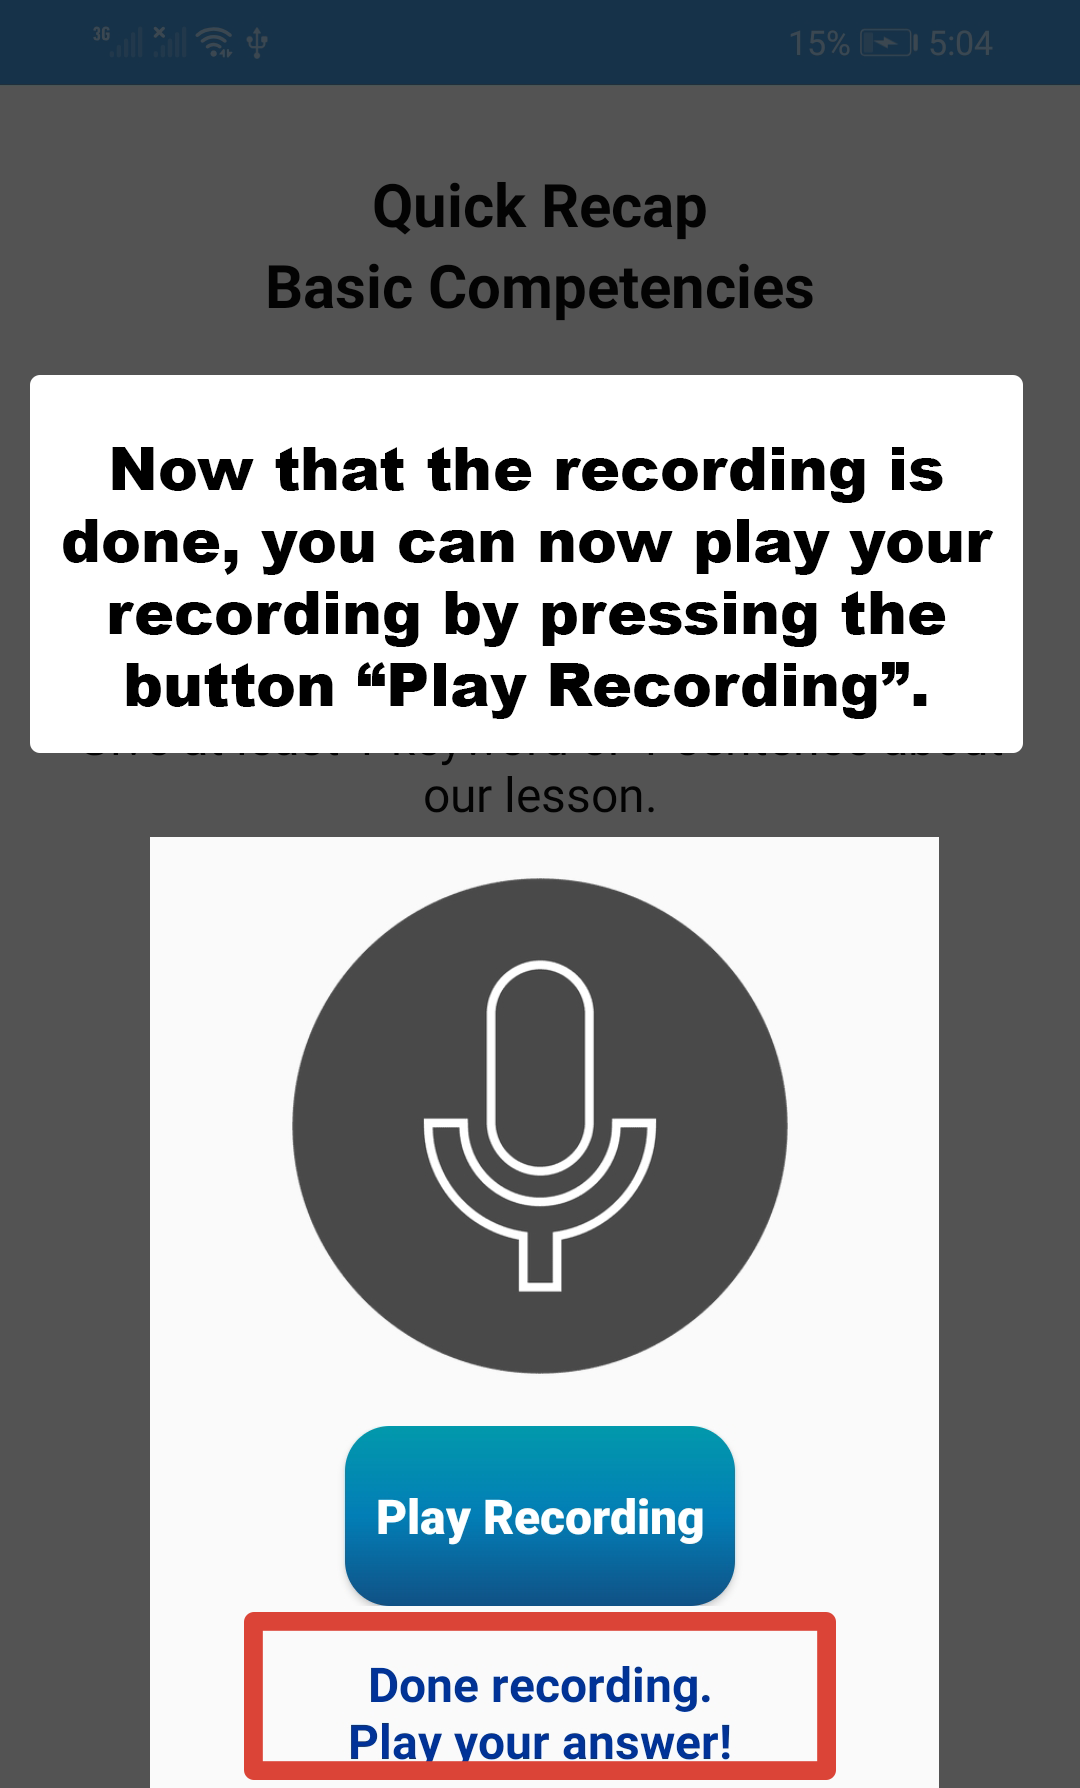 3G
15% 5:04
Quick Recap
Basic Competencies
Now that the recording is
done, you can now play your
recording by pressing the
button “Play Recording”.
our lesson.
Play Recording
Done recording.
Play your answer!